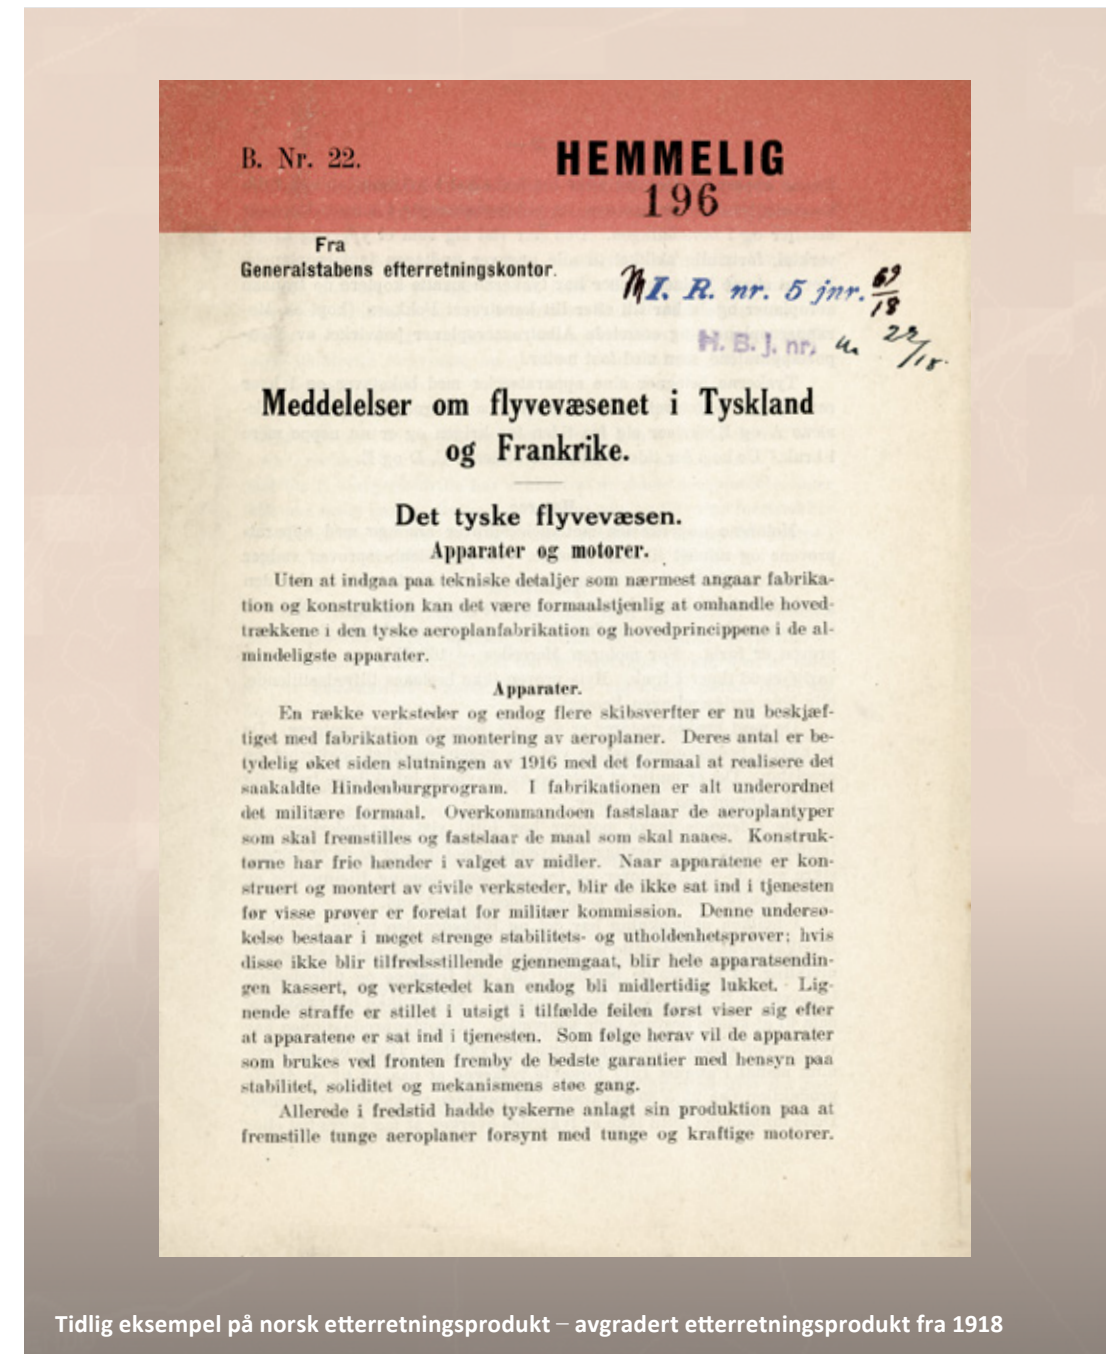 B. Nr. 22.
HEMMELIG
196
Fra
Generalstabens efterretningskontor.
M I. R. nr. 5 jnr. 69/18
H. B. J. nr. 22/18.
Meddelelser om flyvevæsenet i Tyskland
og Frankrike.
Det tyske flyvevæsen.
Apparater og motorer.
Uten at indgaa paa tekniske detaljer som nærmest angaar fabrika-
tion og konstruktion kan det være formaalstjenlig at omhandle hoved-
trækkene i den tyske aeroplanfabrikation og hovedprincippene i de al-
mindeligste apparater.
Apparater.
En række verksteder og endog flere skibsverfter er nu beskjæf-
tiget med fabrikation og montering av aeroplaner. Deres antal er be-
tydelig øket siden slutningen av 1916 med det formaal at realisere det
saakaldte Hindenburgprogram. I fabrikationen er alt underordnet
det militære formaal. Overkommandoen fastslaar de aeroplantyper
som skal fremstilles og fastslaar de maal som skal naaes. Konstruk-
tørne har frie hænder i valget av midler. Naar apparatene er kon-
struert og montert av civile verksteder, blir de ikke sat ind i tjenesten
før visse prøver er foretat for militær kommission. Denne undersø-
kelse bestaar i meget strenge stabilitets- og utholdenhetsprøver; hvis
disse ikke blir tilfredsstillende gjennemgaat, blir hele apparatsendin-
gen kassert, og verkstedet kan endog bli midlertidig lukket. Lig-
nende straffe er stillet i utsigt i tilfælde feilen først viser sig efter
at apparatene er sat ind i tjenesten. Som følge herav vil de apparater
som brukes ved fronten fremby de bedste garantier med hensyn paa
stabilitet, soliditet og mekanismens støe gang.
Allerede i fredstid hadde tyskerne anlagt sin produktion paa at
fremstille tunge aeroplaner forsynt med tunge og kraftige motorer.
Tidlig eksempel på norsk etterretningsprodukt – avgradert etterretningsprodukt fra 1918